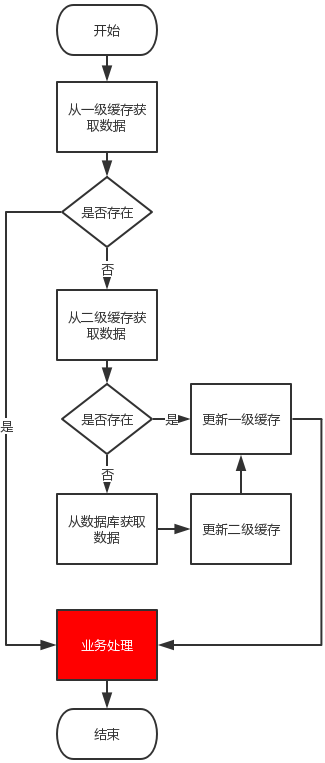 开始
从一级缓存获
取数据
是否存在
否
从二级缓存获
取数据
是否存在
是
更新一级缓存
是
否
从数据库获取
数据
更新二级缓存
业务处理
结束